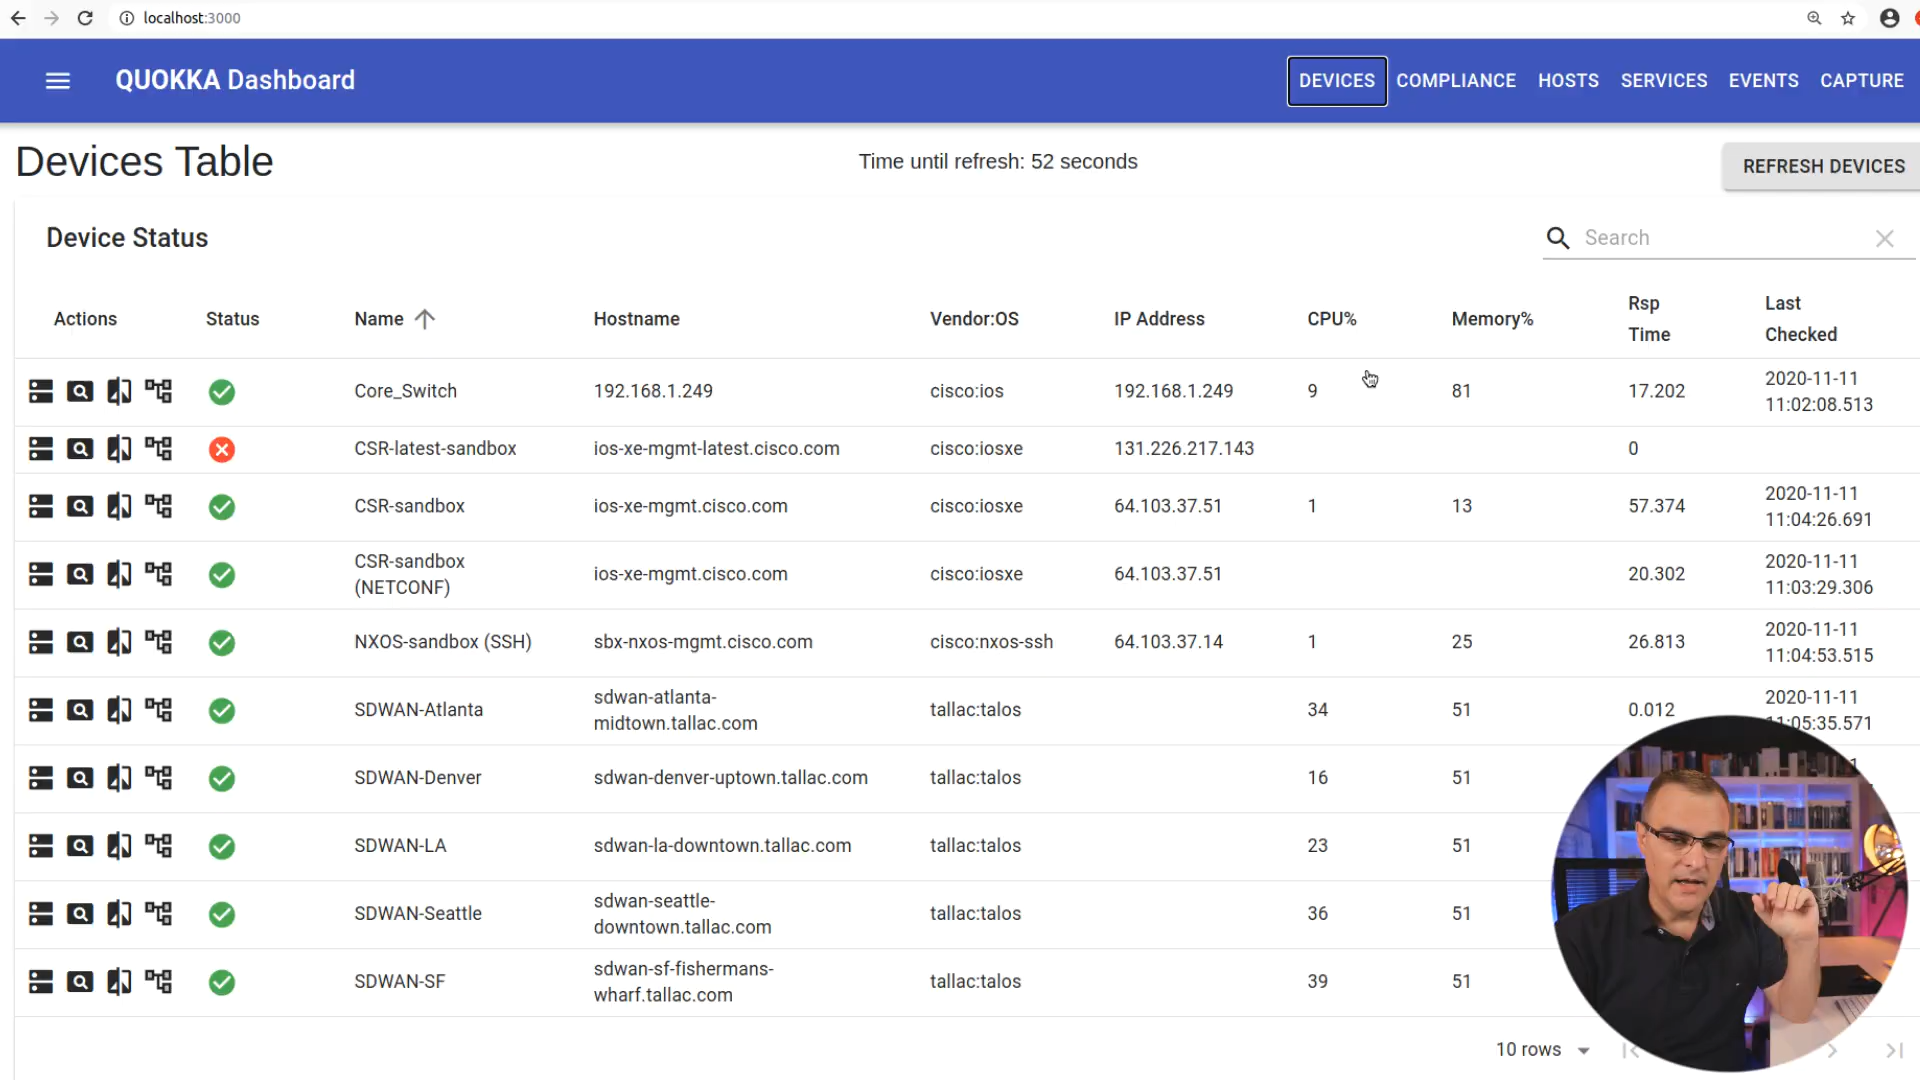 localhost:3000
QUOKKA Dashboard
DEVICES COMPLIANCE HOSTS SERVICES EVENTS CAPTURE
Devices Table
Time until refresh: 52 seconds
REFRESH DEVICES
Device Status
Search
Actions Status Name Hostname Vendor:OS IP Address CPU% Memory% Rsp Time Last Checked
Core_Switch 192.168.1.249 cisco:ios 192.168.1.249 9 81 17.202 2020-11-11 11:02:08.513
CSR-latest-sandbox ios-xe-mgmt-latest.cisco.com cisco:iosxe 131.226.217.143 0
CSR-sandbox ios-xe-mgmt.cisco.com cisco:iosxe 64.103.37.51 1 13 57.374 2020-11-11 11:04:26.691
CSR-sandbox (NETCONF) ios-xe-mgmt.cisco.com cisco:iosxe 64.103.37.51 20.302 2020-11-11 11:03:29.306
NXOS-sandbox (SSH) sbx-nxos-mgmt.cisco.com cisco:nxos-ssh 64.103.37.14 1 25 26.813 2020-11-11 11:04:53.515
SDWAN-Atlanta sdwan-atlanta-midtown.tallac.com tallac:talos 34 51 0.012 2020-11-11 11:05:35.571
SDWAN-Denver sdwan-denver-uptown.tallac.com tallac:talos 16 51
SDWAN-LA sdwan-la-downtown.tallac.com tallac:talos 23 51
SDWAN-Seattle sdwan-seattle-downtown.tallac.com tallac:talos 36 51
SDWAN-SF sdwan-sf-fishermans-wharf.tallac.com tallac:talos 39 51
10 rows